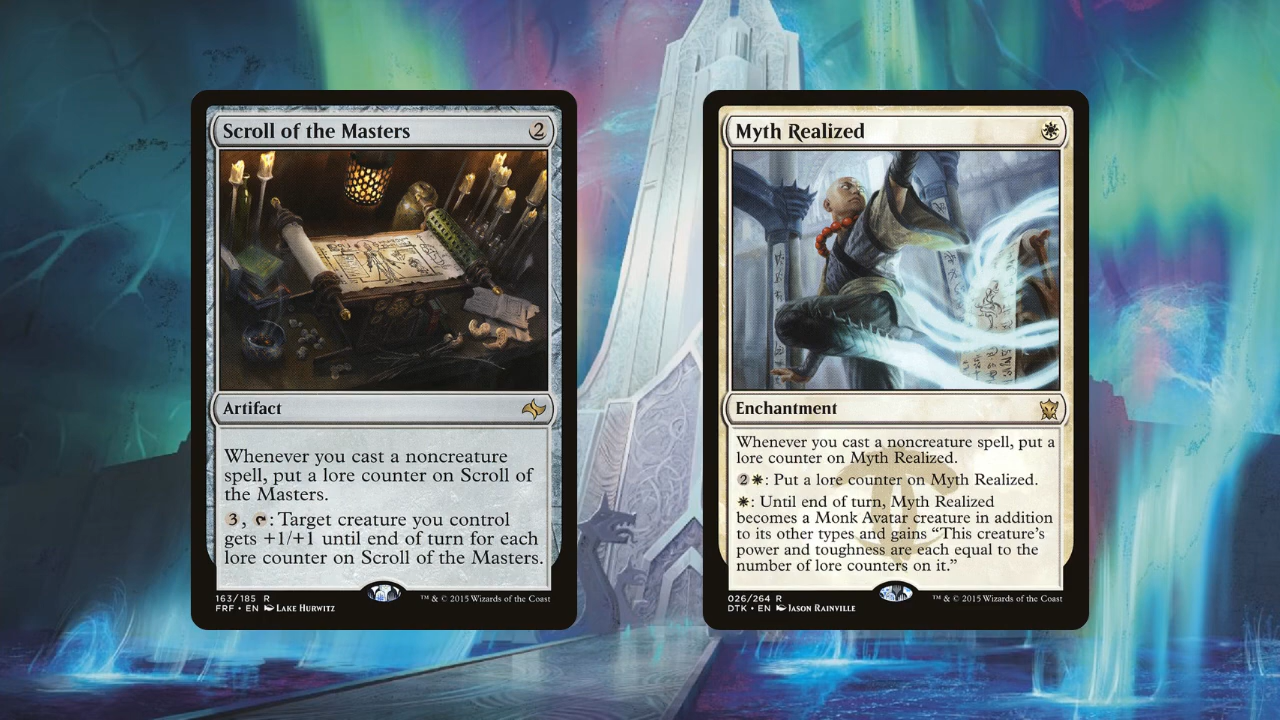 Scroll of the Masters
2
Artifact
Whenever you cast a noncreature
spell, put a lore counter on Scroll of
the Masters.
3, : Target creature you control
gets +1/+1 until end of turn for each
lore counter on Scroll of the Masters.
163/185 R
FRF • EN Lake Hurwitz
™ & © 2015 Wizards of the Coast
Myth Realized
Enchantment
Whenever you cast a noncreature spell, put a
lore counter on Myth Realized.
2: Put a lore counter on Myth Realized.
: Until end of turn, Myth Realized
becomes a Monk Avatar creature in addition
to its other types and gains “This creature’s
power and toughness are each equal to the
number of lore counters on it.”
026/264 R
DTK • EN Jason Rainville
™ & © 2015 Wizards of the Coast